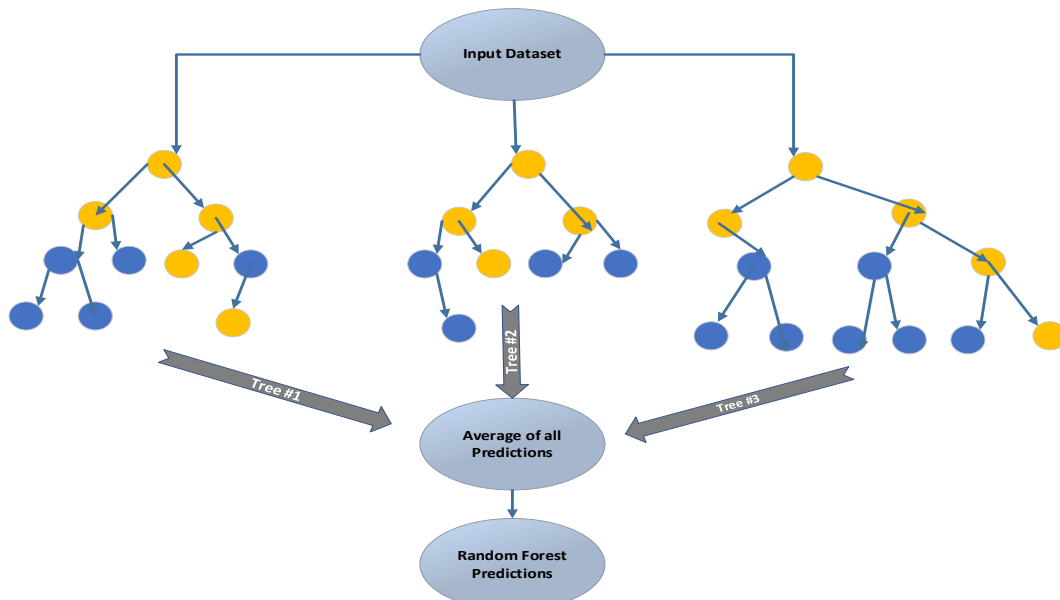 Input Dataset
Tree #1
Tree #2
Tree #3
Average of all
Predictions
Random Forest
Predictions